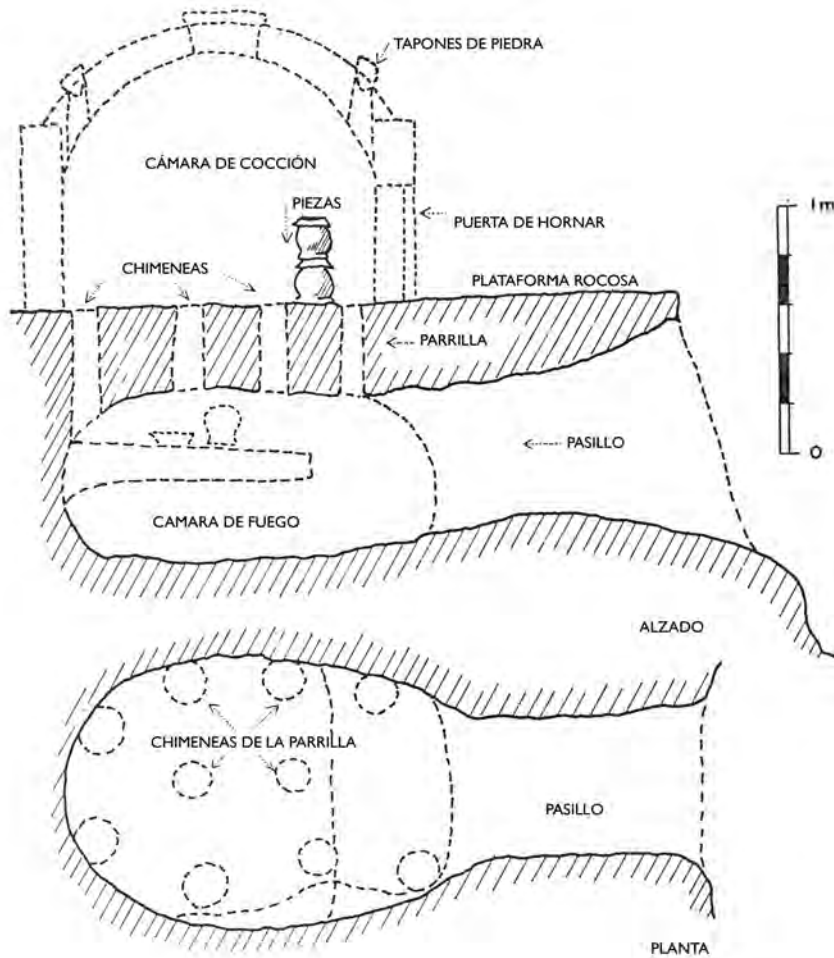 TAPONES DE PIEDRA
CÁMARA DE COCCIÓN
PIEZAS
PUERTA DE HORNAR
CHIMENEAS
PLATAFORMA ROCOSA
PARRILLA
PASILLO
CAMARA DE FUEGO
1 m
0
ALZADO
CHIMENEAS DE LA PARRILLA
PASILLO
PLANTA